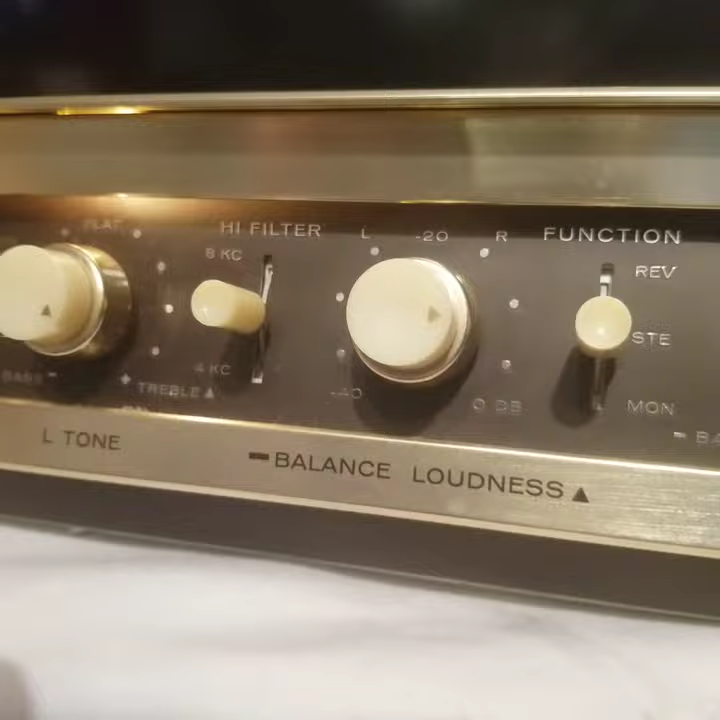 FLAT
HI FILTER
L
-20
R
FUNCTION
8 KC
REV
STE
4 KC
-40
0 DB
MON
BASS
TREBLE
BA
L TONE
BALANCE LOUDNESS